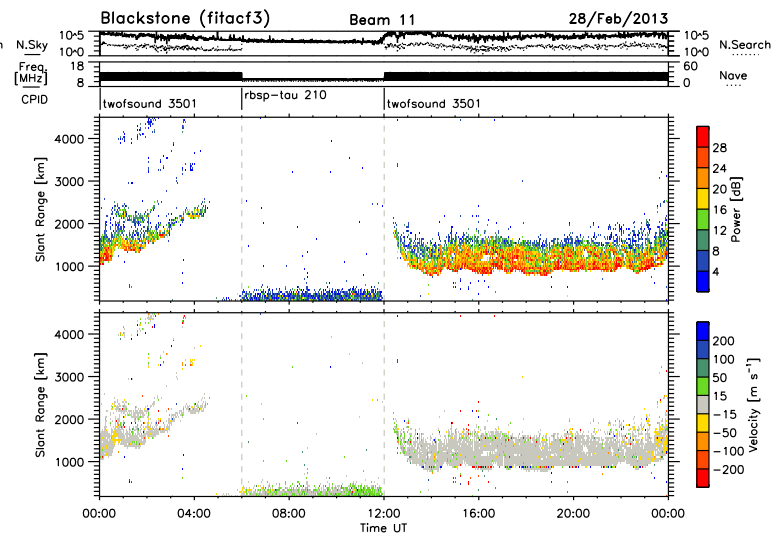 Blackstone (fitacf3) Beam 11 28/Feb/2013
n N.Sky 10^5 10^0 10^5 10^0 N.Search
Freq. [MHz] 18 8 60 0 Nave
CPID twofsound 3501 rbsp-tau 210 twofsound 3501
Slant Range [km]
4000
3000
2000
1000
28
24
20
16
12
8
4
Power [dB]
Slant Range [km]
4000
3000
2000
1000
200
100
50
15
-15
-50
-100
-200
Velocity [m s⁻¹]
00:00 04:00 08:00 12:00 16:00 20:00 00:00
Time UT